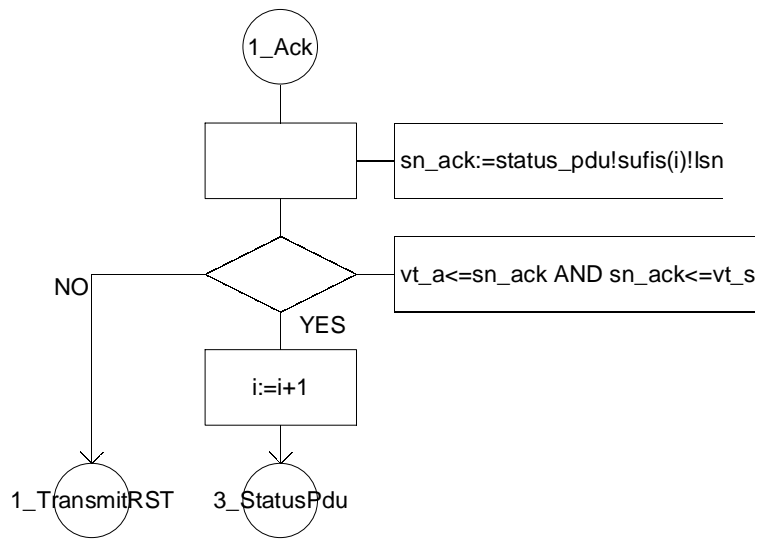 1_Ack
sn_ack:=status_pdu!sufis(i)!lsn
vt_a<=sn_ack AND sn_ack<=vt_s
NO
YES
i:=i+1
1_TransmitRST
3_StatusPdu